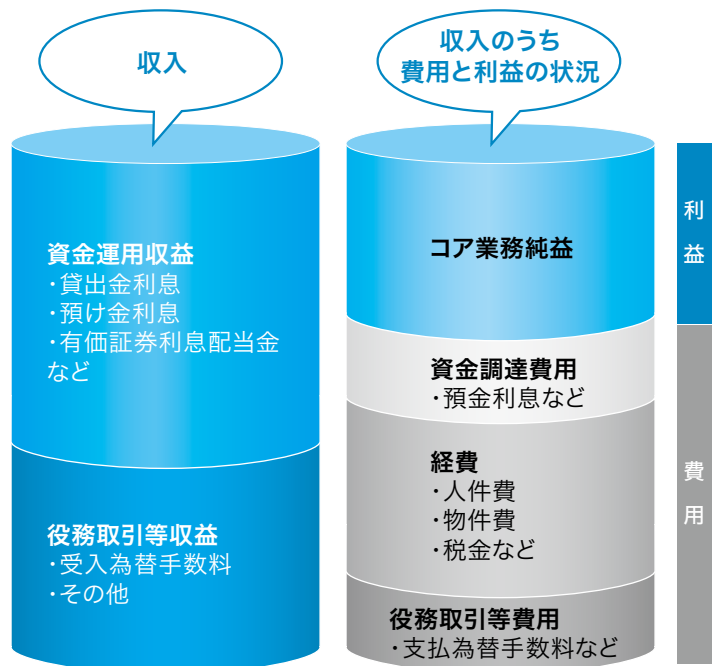 収入
収入のうち
費用と利益の状況
資金運用収益
・貸出金利息
・預け金利息
・有価証券利息配当金
など
役務取引等収益
・受入為替手数料
・その他
コア業務純益
資金調達費用
・預金利息など
経費
・人件費
・物件費
・税金など
役務取引等費用
・支払為替手数料など
利益
費用